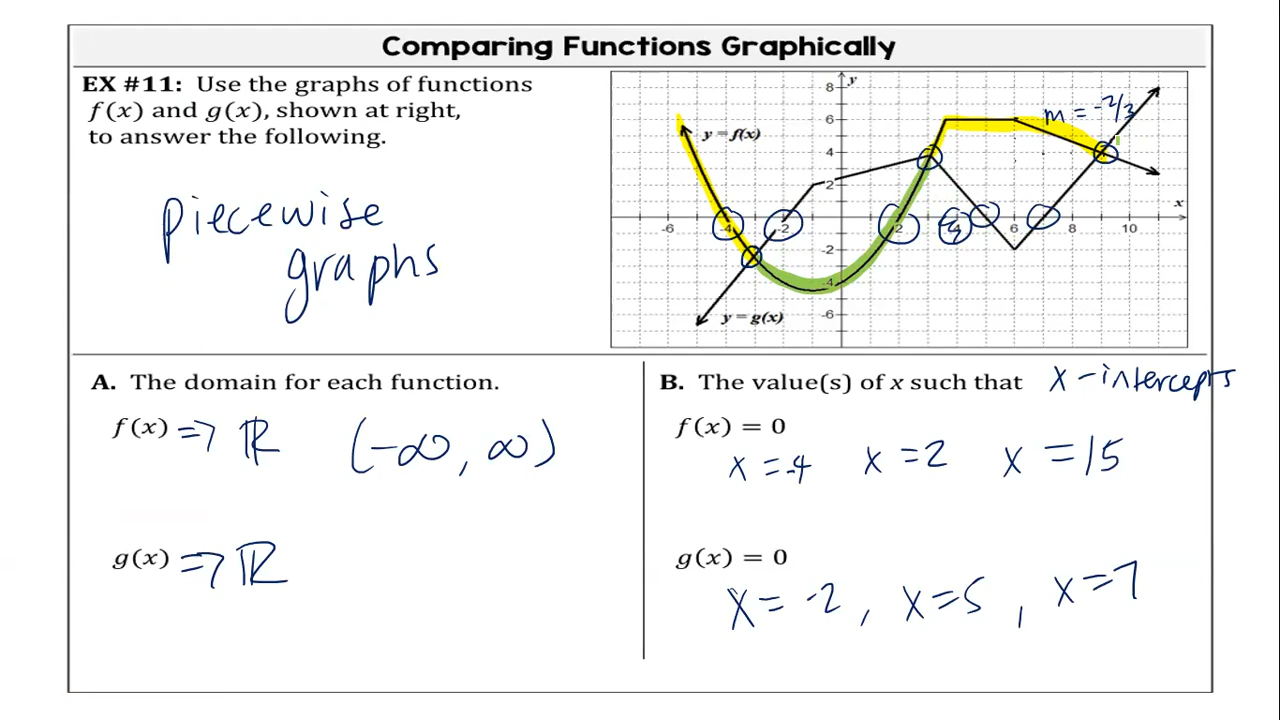 Comparing Functions Graphically
EX #11: Use the graphs of functions
f(x) and g(x), shown at right,
to answer the following.
piecewise
graphs
y
8
6
4
2
-2
-4
-6
-6
-4
-2
2
4
6
8
10
x
y = f(x)
y = g(x)
m = -2/3
A. The domain for each function.
f(x) => ℝ (-∞, ∞)
g(x) => ℝ
B. The value(s) of x such that x-intercepts
f(x) = 0
x = -4 x = 2 x = 15
g(x) = 0
x = -2, x = 5, x = 7